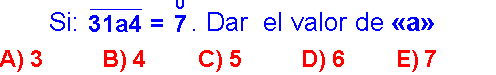 Si: 31a4 = 7̊. Dar el valor de «a»
A) 3 B) 4 C) 5 D) 6 E) 7